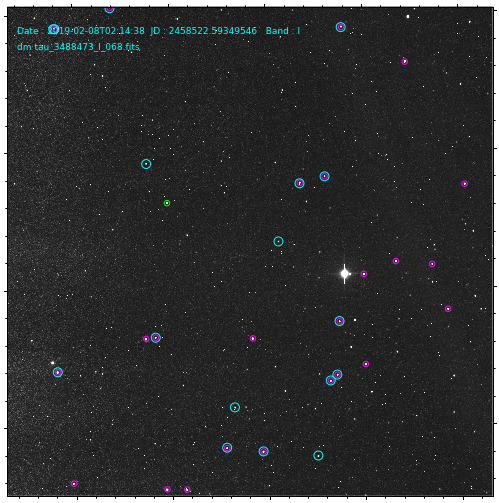 Date : 2019-02-08T02:14:38 JD : 2458522.59349546 Band : I
dm tau_3488473_I_068.fits